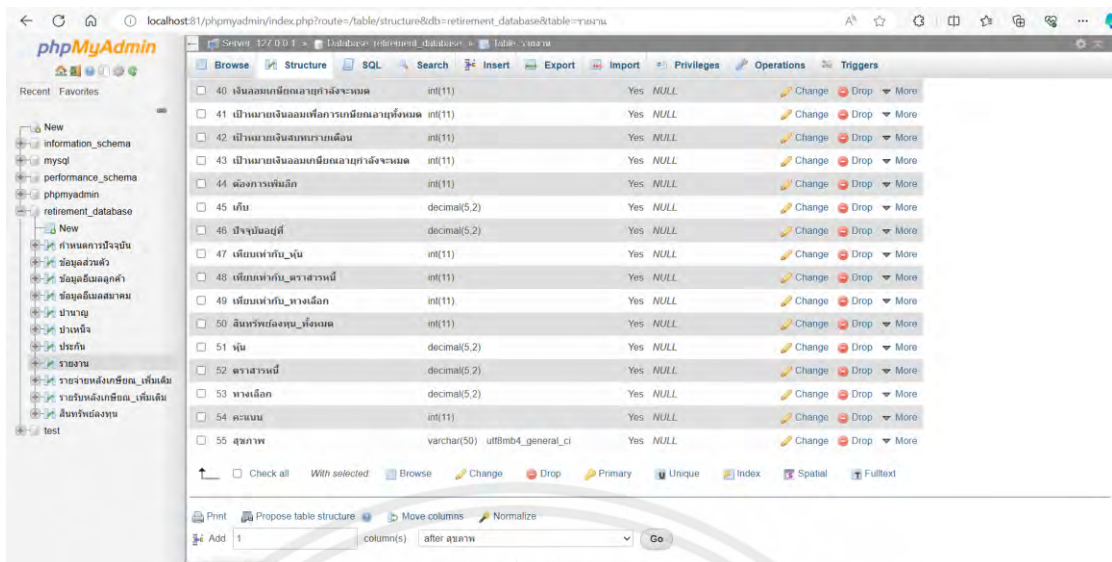 localhost:81/phpmyadmin/index.php?route=/table/structure&db=retirement_database&table=รายงาน
phpMyAdmin
Recent Favorites
New
information_schema
mysql
performance_schema
phpmyadmin
retirement_database
New
กำหนดการปัจจุบัน
ข้อมูลส่วนตัว
ข้อมูลอีเมลลูกค้า
ข้อมูลอีเมลสมาคม
บำนาญ
บำเหน็จ
ประกัน
รายงาน
รายจ่ายหลังเกษียณ_เพิ่มเติม
รายรับหลังเกษียณ_เพิ่มเติม
สินทรัพย์ลงทุน
test
Server: 127.0.0.1 » Database: retirement_database » Table: รายงาน
Browse Structure SQL Search Insert Export Import Privileges Operations Triggers
40 เงินออมเกษียณอายุกำลังจะหมด int(11) Yes NULL Change Drop More
41 เป้าหมายเงินออมเพื่อการเกษียณอายุทั้งหมด int(11) Yes NULL Change Drop More
42 เป้าหมายเงินสมทบรายเดือน int(11) Yes NULL Change Drop More
43 เป้าหมายเงินออมเกษียณอายุกำลังจะหมด int(11) Yes NULL Change Drop More
44 ต้องการเพิ่มอีก int(11) Yes NULL Change Drop More
45 เก็บ decimal(5,2) Yes NULL Change Drop More
46 ปัจจุบันอยู่ที่ decimal(5,2) Yes NULL Change Drop More
47 เทียบเท่ากับ_หุ้น int(11) Yes NULL Change Drop More
48 เทียบเท่ากับ_ตราสารหนี้ int(11) Yes NULL Change Drop More
49 เทียบเท่ากับ_ทางเลือก int(11) Yes NULL Change Drop More
50 สินทรัพย์ลงทุน_ทั้งหมด int(11) Yes NULL Change Drop More
51 หุ้น decimal(5,2) Yes NULL Change Drop More
52 ตราสารหนี้ decimal(5,2) Yes NULL Change Drop More
53 ทางเลือก decimal(5,2) Yes NULL Change Drop More
54 คะแนน int(11) Yes NULL Change Drop More
55 สุขภาพ varchar(50) utf8mb4_general_ci Yes NULL Change Drop More
Check all With selected: Browse Change Drop Primary Unique Index Spatial Fulltext
Print Propose table structure Move columns Normalize
Add 1 column(s) after สุขภาพ Go